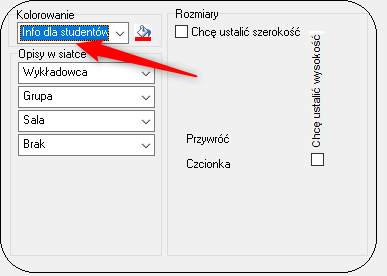 Kolorowanie
Info dla studentów
Opisy w siatce
Wykładowca
Grupa
Sala
Brak
Rozmiary
Chcę ustalić szerokość
Chcę ustalić wysokość
Przywróć
Czcionka